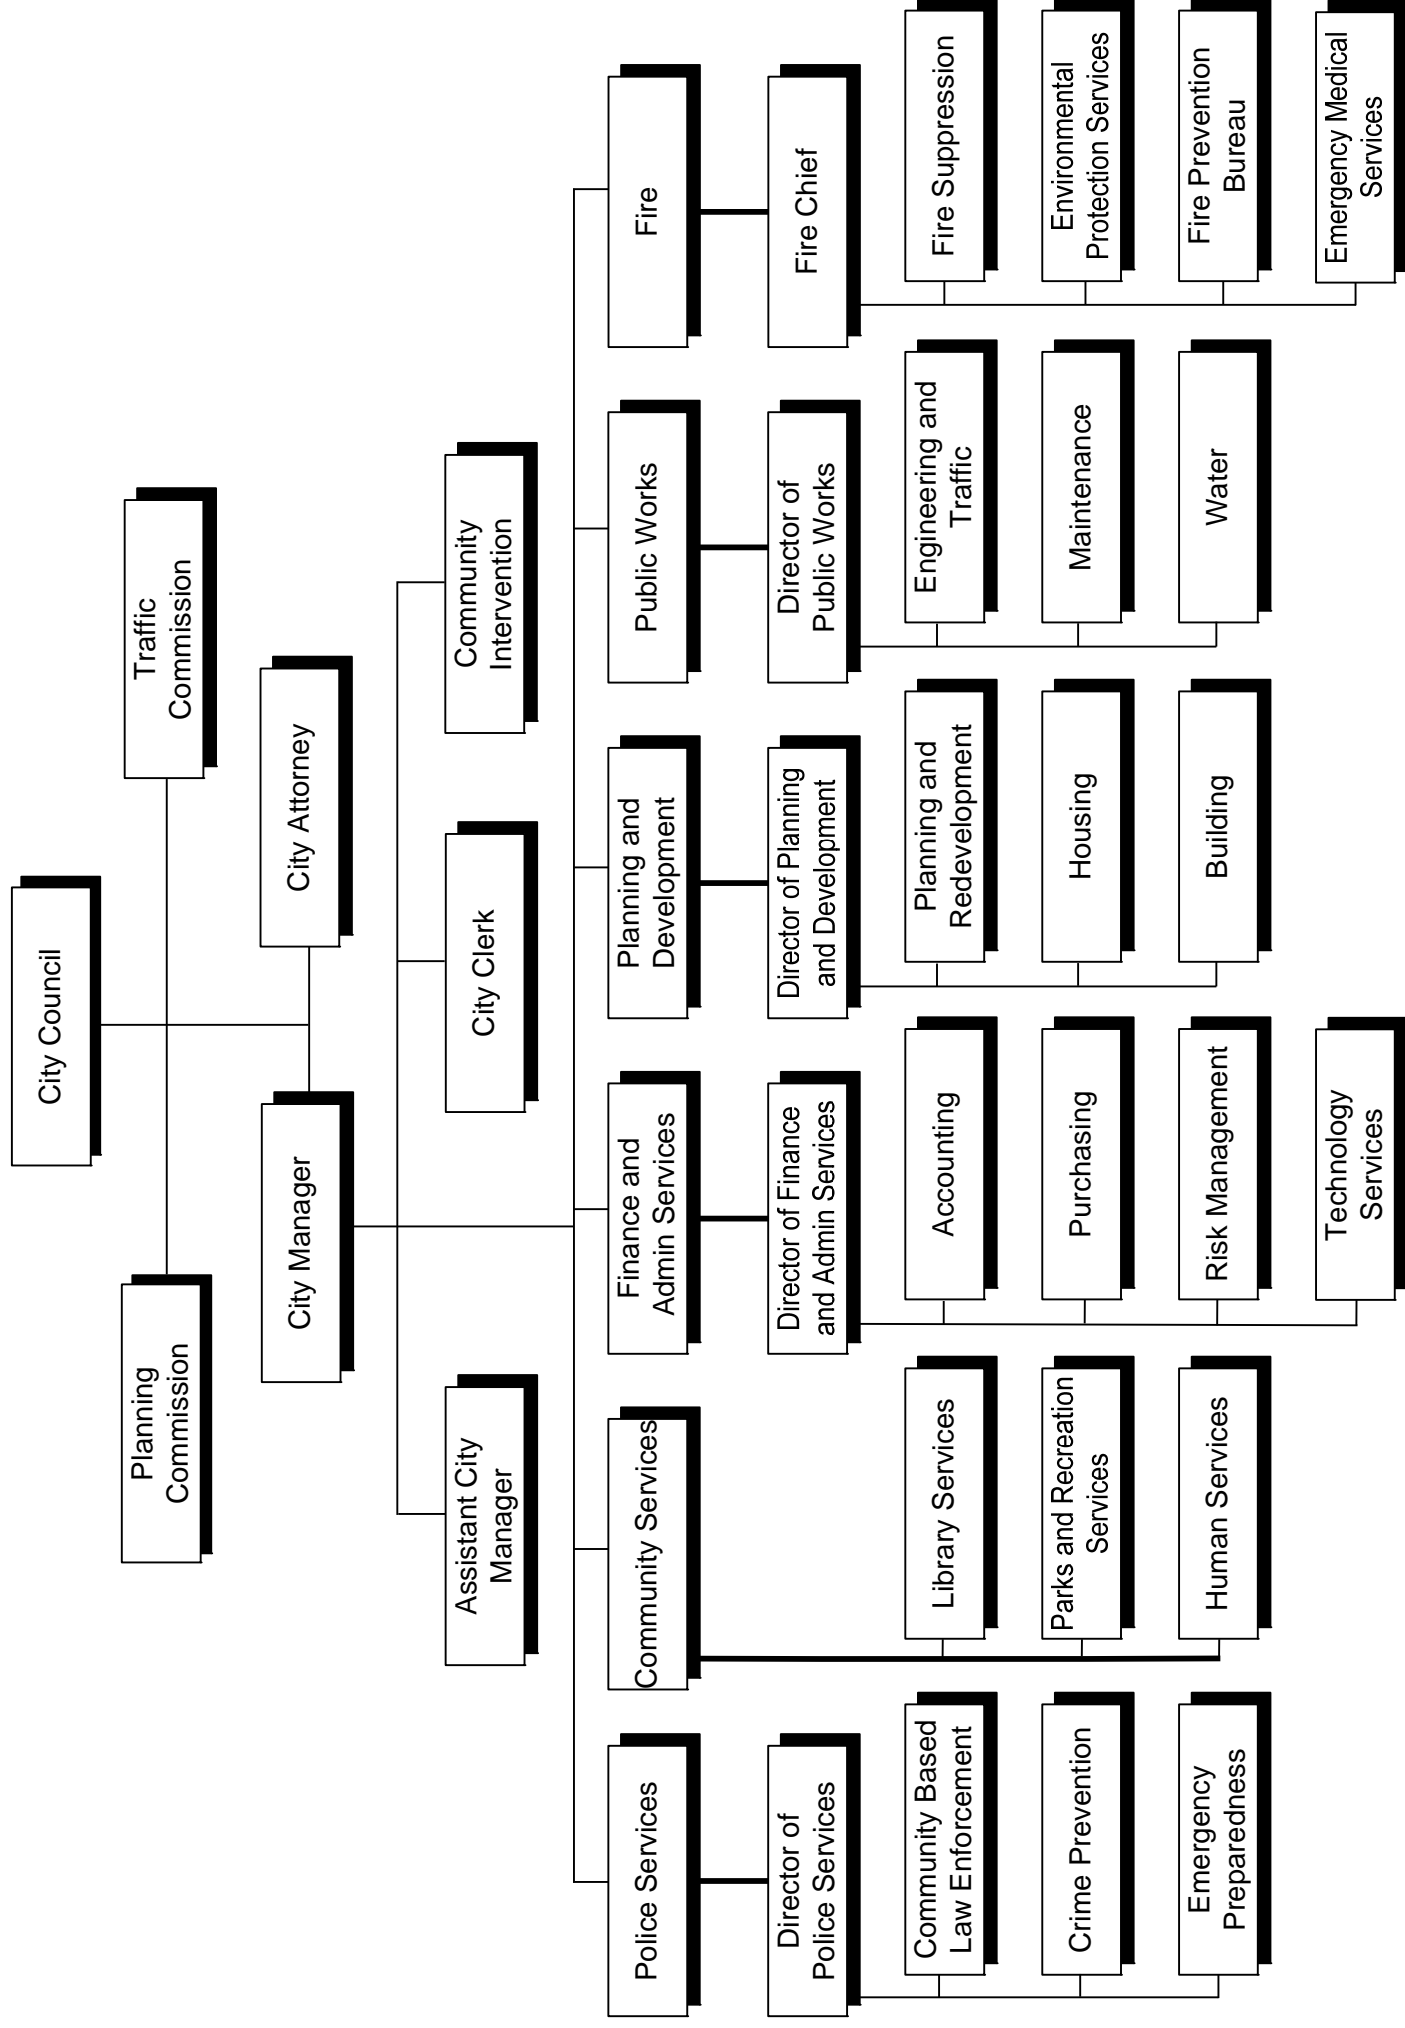 City Council
Planning
Commission
Traffic
Commission
City Manager
City Attorney
Assistant City
Manager
City Clerk
Community
Intervention
Police Services
Community Services
Finance and
Admin Services
Planning and
Development
Public Works
Fire
Director of
Police Services
Director of Finance
and Admin Services
Director of Planning
and Development
Director of
Public Works
Fire Chief
Community Based
Law Enforcement
Library Services
Accounting
Planning and
Redevelopment
Engineering and
Traffic
Fire Suppression
Crime Prevention
Parks and Recreation
Services
Purchasing
Housing
Maintenance
Environmental
Protection Services
Emergency
Preparedness
Human Services
Risk Management
Building
Water
Fire Prevention
Bureau
Technology
Services
Emergency Medical
Services